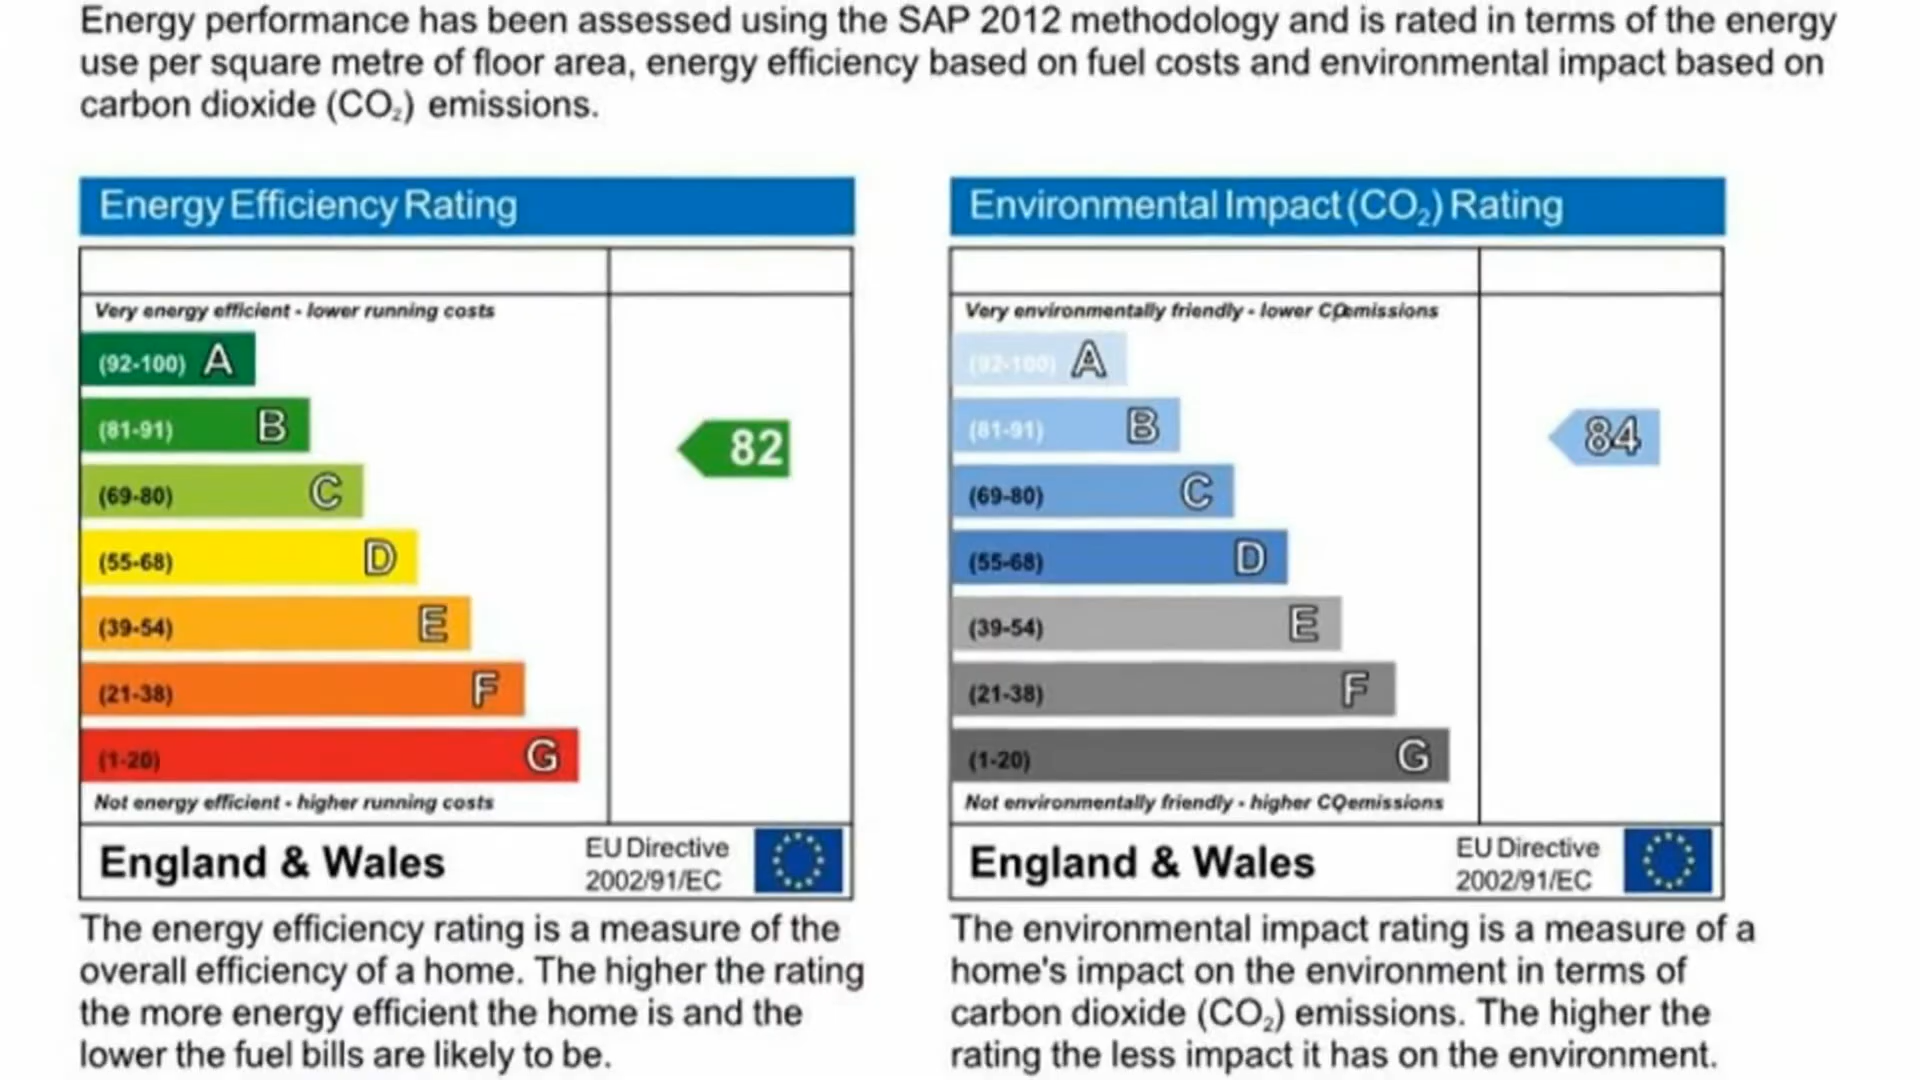 Energy performance has been assessed using the SAP 2012 methodology and is rated in terms of the energy
use per square metre of floor area, energy efficiency based on fuel costs and environmental impact based on
carbon dioxide (CO₂) emissions.
Energy Efficiency Rating
Very energy efficient - lower running costs
(92-100) A
(81-91) B
82
(69-80) C
(55-68) D
(39-54) E
(21-38) F
(1-20) G
Not energy efficient - higher running costs
England & Wales
EU Directive
2002/91/EC
The energy efficiency rating is a measure of the
overall efficiency of a home. The higher the rating
the more energy efficient the home is and the
lower the fuel bills are likely to be.
Environmental Impact (CO₂) Rating
Very environmentally friendly - lower CO₂emissions
(92-100) A
(81-91) B
84
(69-80) C
(55-68) D
(39-54) E
(21-38) F
(1-20) G
Not environmentally friendly - higher CO₂emissions
England & Wales
EU Directive
2002/91/EC
The environmental impact rating is a measure of a
home's impact on the environment in terms of
carbon dioxide (CO₂) emissions. The higher the
rating the less impact it has on the environment.